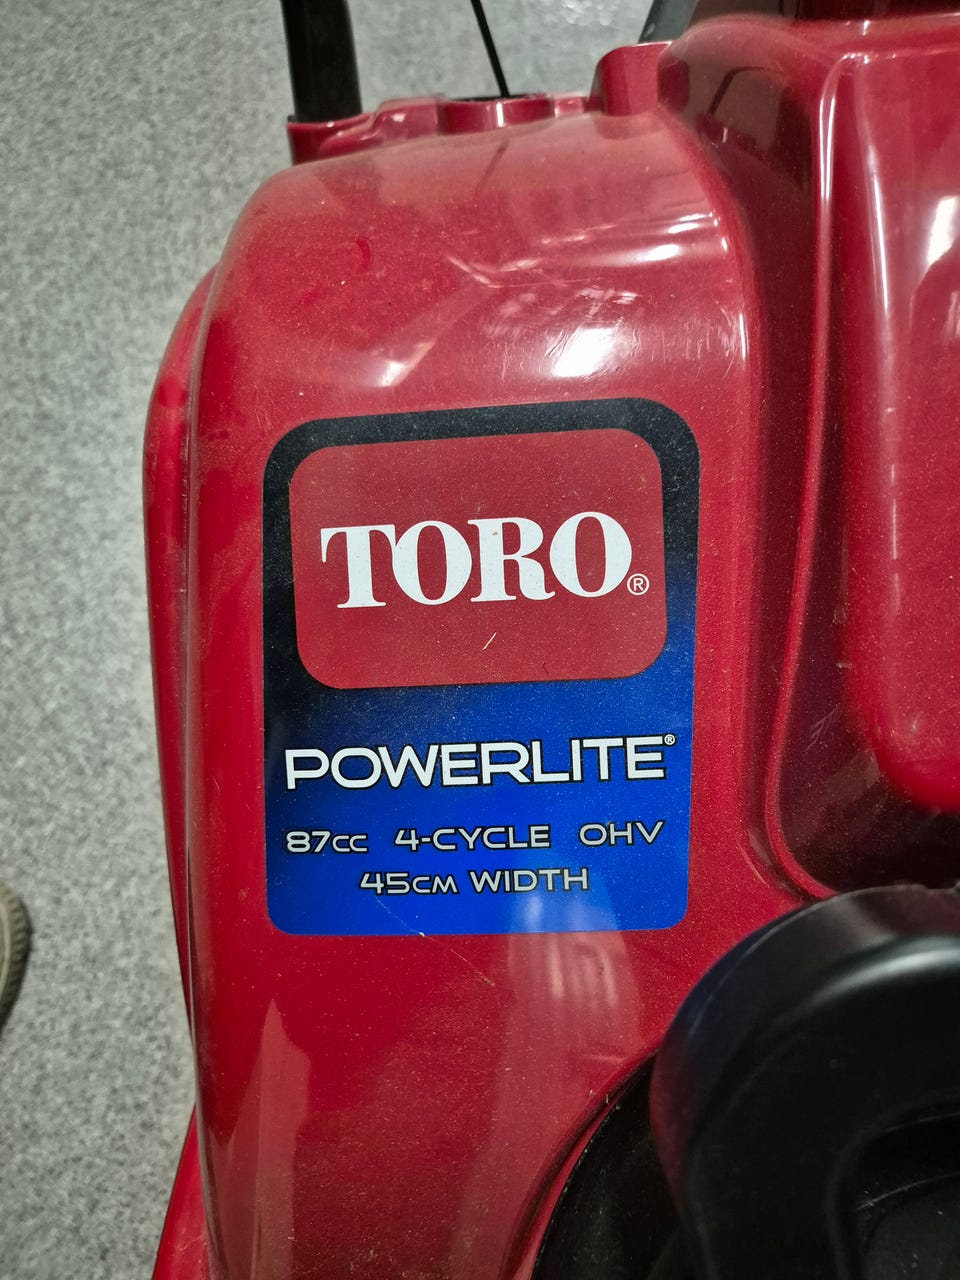 TORO®
POWERLITE®
87cc 4-CYCLE OHV
45cm WIDTH